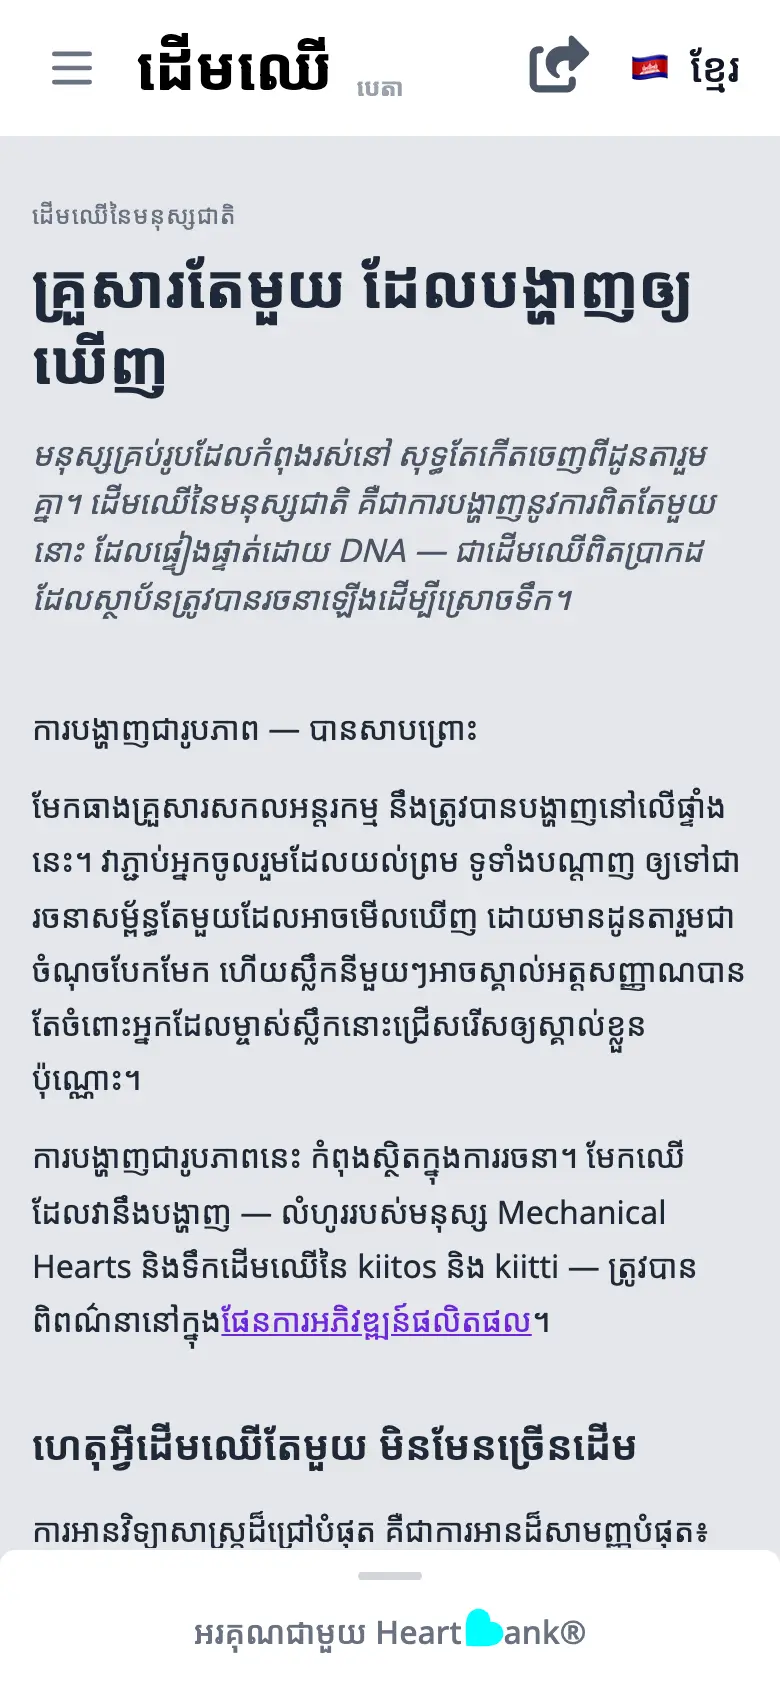 ដើមឈើ បេតា ខ្មែរ
ដើមឈើនៃមនុស្សជាតិ
គ្រួសារតែមួយ ដែលបង្ហាញឲ្យ
ឃើញ
មនុស្សគ្រប់រូបដែលកំពុងរស់នៅ សុទ្ធតែកើតចេញពីដូនតារួម
គ្នា។ ដើមឈើនៃមនុស្សជាតិ គឺជាការបង្ហាញនូវការពិតតែមួយ
នោះ ដែលផ្ទៀងផ្ទាត់ដោយ DNA — ជាដើមឈើពិតប្រាកដ
ដែលស្ថាប័នត្រូវបានរចនាឡើងដើម្បីស្រោចទឹក។
ការបង្ហាញជារូបភាព — បានសាបព្រោះ
មែកធាងគ្រួសារសកលអន្តរកម្ម នឹងត្រូវបានបង្ហាញនៅលើផ្ទាំង
នេះ។ វាភ្ជាប់អ្នកចូលរួមដែលយល់ព្រម ទូទាំងបណ្តាញ ឲ្យទៅជា
រចនាសម្ព័ន្ធតែមួយដែលអាចមើលឃើញ ដោយមានដូនតារួមជា
ចំណុចបែកមែក ហើយស្លឹកនីមួយៗអាចស្គាល់អត្តសញ្ញាណបាន
តែចំពោះអ្នកដែលម្ចាស់ស្លឹកនោះជ្រើសរើសឲ្យស្គាល់ខ្លួន
ប៉ុណ្ណោះ។
ការបង្ហាញជារូបភាពនេះ កំពុងស្ថិតក្នុងការរចនា។ មែកឈើ
ដែលវានឹងបង្ហាញ — លំហូររបស់មនុស្ស Mechanical
Hearts និងទឹកដើមឈើនៃ kiitos និង kiitti — ត្រូវបាន
ពិពណ៌នានៅក្នុងផែនការអភិវឌ្ឍន៍ផលិតផល។
ហេតុអ្វីដើមឈើតែមួយ មិនមែនច្រើនដើម
ការអានវិទ្យាសាស្ត្រដ៏ជ្រៅបំផុត គឺជាការអានដ៏សាមញ្ញបំផុត៖
អរគុណជាមួយ Heartbank®